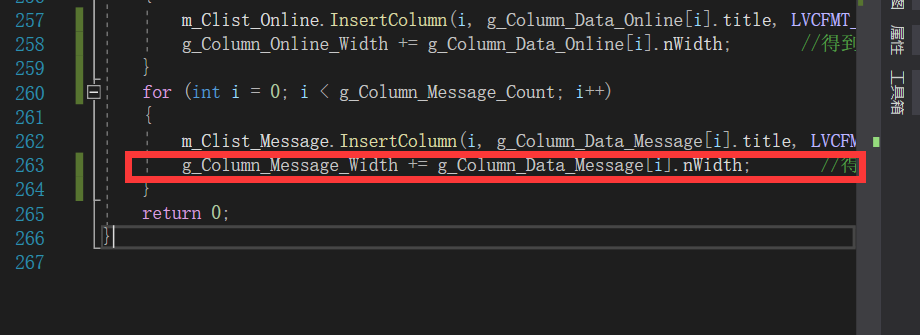 257 m_Clist_Online.InsertColumn(i, g_Column_Data_Online[i].title, LVCFMT_
258 g_Column_Online_Width += g_Column_Data_Online[i].nWidth; //得到
259 }
260 for (int i = 0; i < g_Column_Message_Count; i++)
261 {
262 m_Clist_Message.InsertColumn(i, g_Column_Data_Message[i].title, LVCF
263 g_Column_Message_Width += g_Column_Data_Message[i].nWidth; //得
264 }
265 return 0;
266 }
267
属性
工具箱